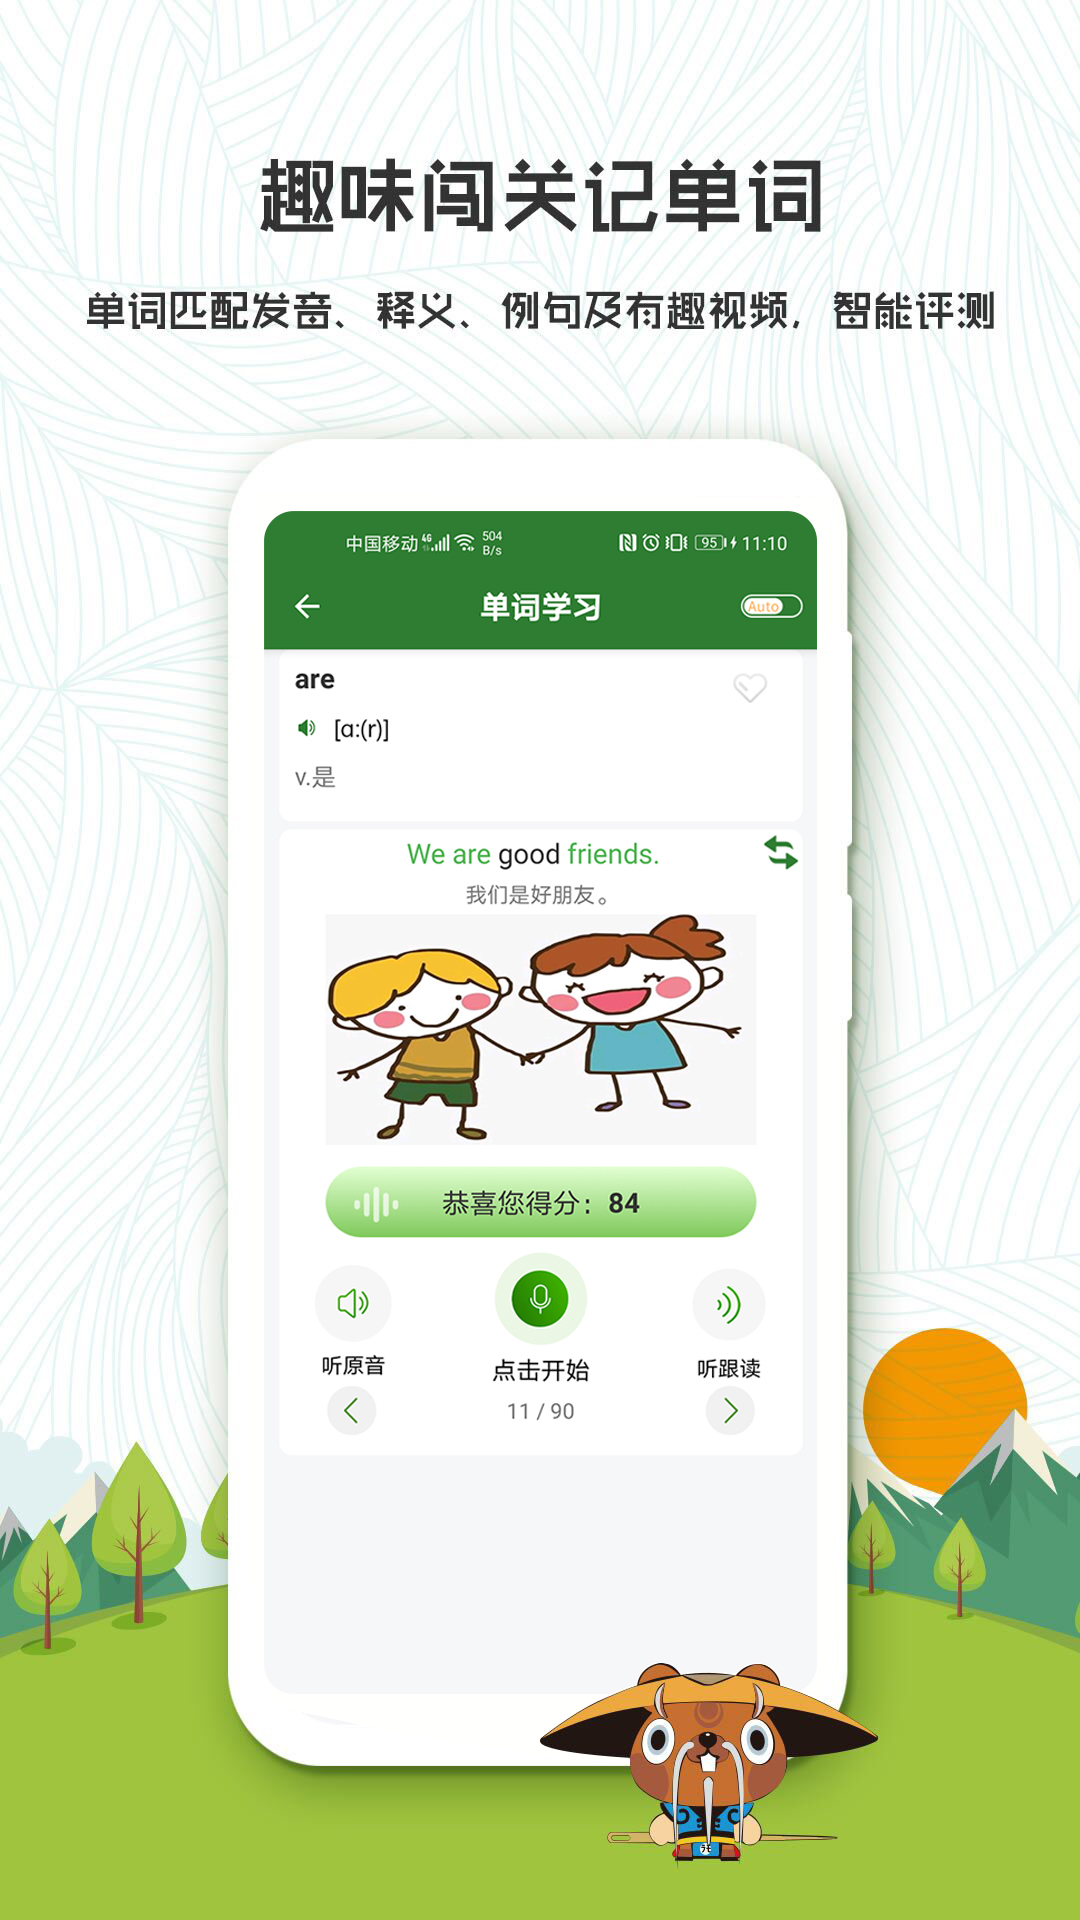 趣味闯关记单词
单词匹配发音、释义、例句及有趣视频，智能评测
中国移动 4G 504 B/s 95 11:10
单词学习 Auto
are
[ɑ:(r)]
v.是
We are good friends.
我们是好朋友。
恭喜您得分：84
听原音 点击开始 听跟读
11 / 90